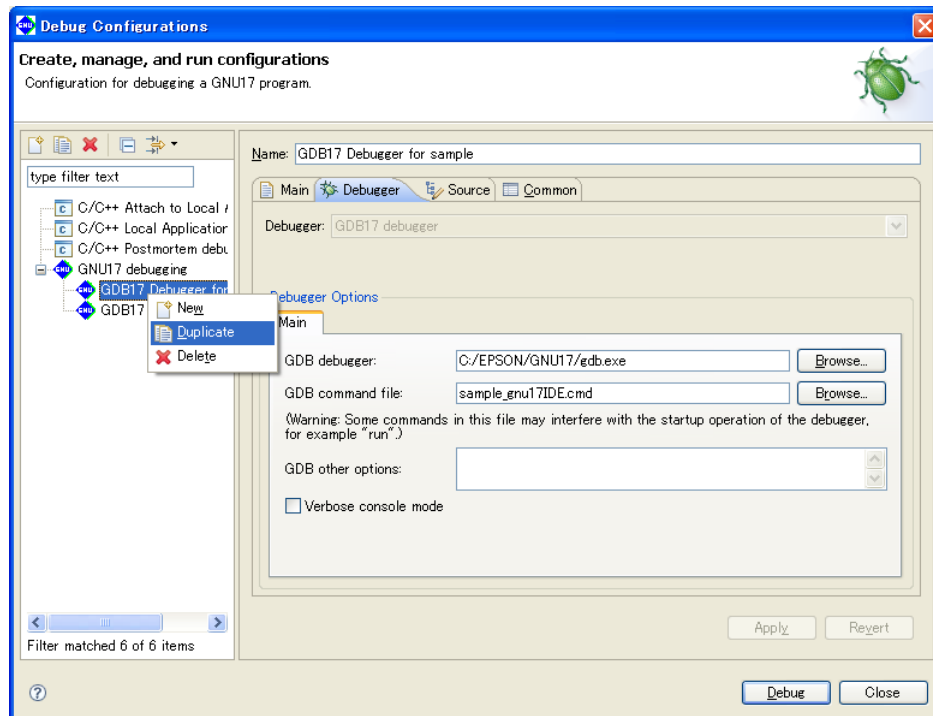 Debug Configurations
Create, manage, and run configurations
Configuration for debugging a GNU17 program.
type filter text
C/C++ Attach to Local
C/C++ Local Application
C/C++ Postmortem debu
GNU17 debugging
GDB17 Debugger for
GDB17
New
Duplicate
Delete
Filter matched 6 of 6 items
Name: GDB17 Debugger for sample
Main Debugger Source Common
Debugger: GDB17 debugger
Debugger Options
Main
GDB debugger: C:/EPSON/GNU17/gdb.exe Browse...
GDB command file: sample_gnu17IDE.cmd Browse...
(Warning: Some commands in this file may interfere with the startup operation of the debugger,
for example "run".)
GDB other options:
Verbose console mode
Apply Revert
Debug Close